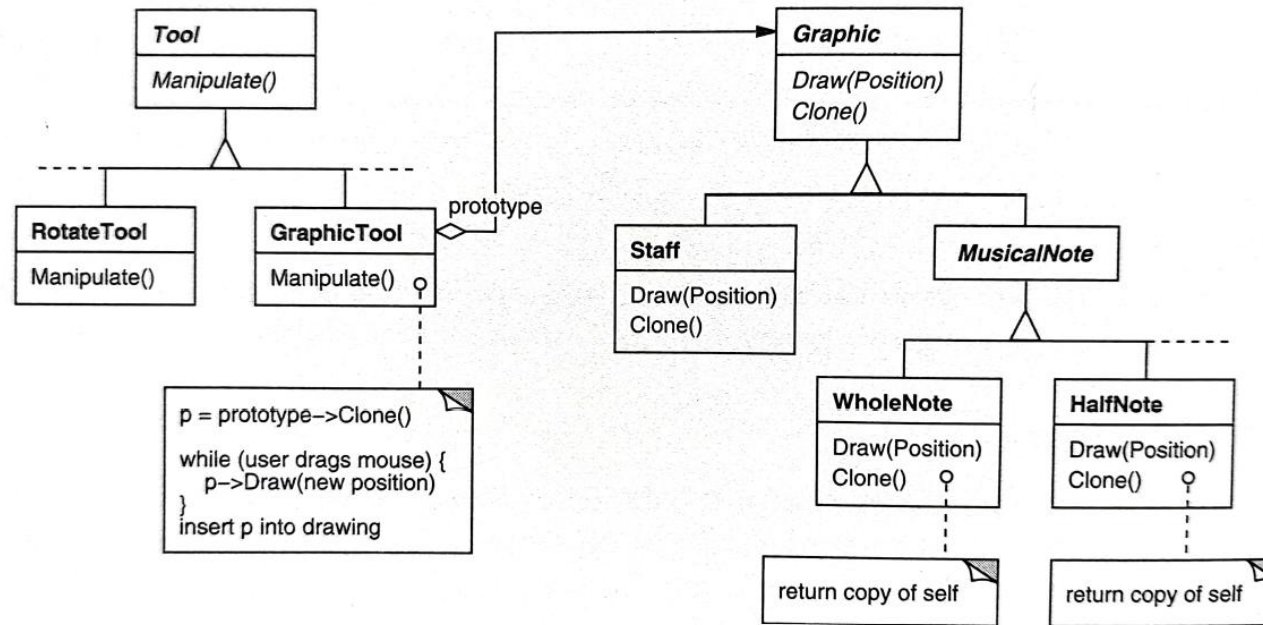 Tool
Manipulate()
RotateTool
Manipulate()
GraphicTool
Manipulate()
prototype
p = prototype−>Clone()
while (user drags mouse) {
p−>Draw(new position)
}
insert p into drawing
Graphic
Draw(Position)
Clone()
Staff
Draw(Position)
Clone()
MusicalNote
WholeNote
Draw(Position)
Clone()
return copy of self
HalfNote
Draw(Position)
Clone()
return copy of self